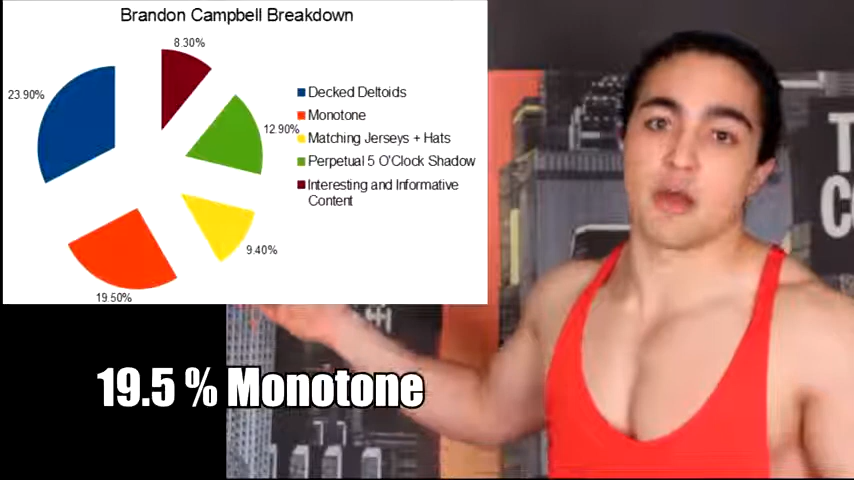 Brandon Campbell Breakdown
8.30%
23.90%
Decked Deltoids
Monotone
12.90%
Matching Jerseys + Hats
Perpetual 5 O'Clock Shadow
Interesting and Informative
Content
9.40%
19.50%
19.5 % Monotone